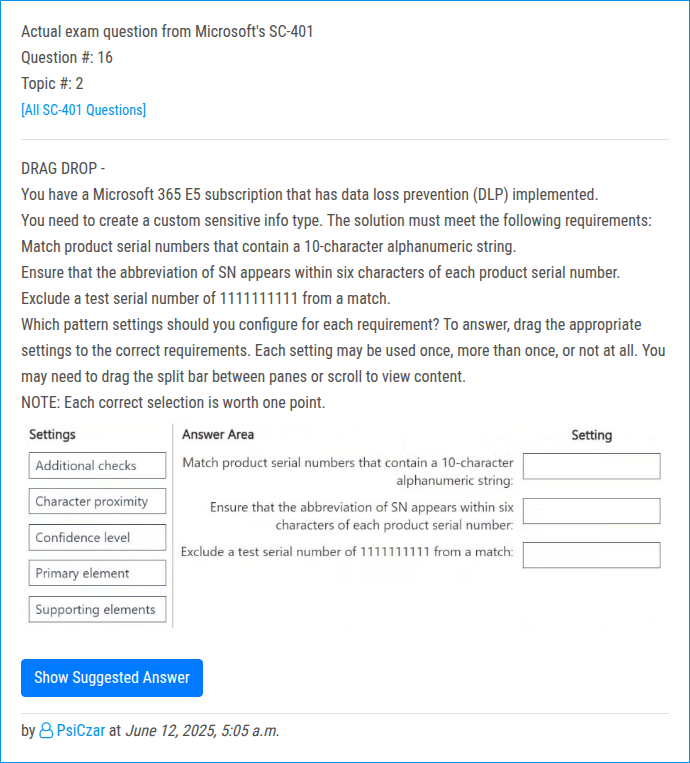 Actual exam question from Microsoft's SC-401
Question #: 16
Topic #: 2
[All SC-401 Questions]
DRAG DROP -
You have a Microsoft 365 E5 subscription that has data loss prevention (DLP) implemented.
You need to create a custom sensitive info type. The solution must meet the following requirements:
Match product serial numbers that contain a 10-character alphanumeric string.
Ensure that the abbreviation of SN appears within six characters of each product serial number.
Exclude a test serial number of 1111111111 from a match.
Which pattern settings should you configure for each requirement? To answer, drag the appropriate
settings to the correct requirements. Each setting may be used once, more than once, or not at all. You
may need to drag the split bar between panes or scroll to view content.
NOTE: Each correct selection is worth one point.
Settings
Additional checks
Character proximity
Confidence level
Primary element
Supporting elements
Answer Area
Setting
Match product serial numbers that contain a 10-character
alphanumeric string:
Ensure that the abbreviation of SN appears within six
characters of each product serial number:
Exclude a test serial number of 1111111111 from a match:
Show Suggested Answer
by PsiCzar at June 12, 2025, 5:05 a.m.